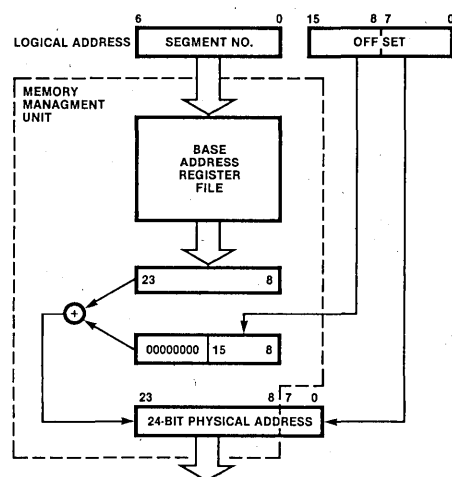 6 0 15 8 7 0
LOGICAL ADDRESS SEGMENT NO. OFF SET
MEMORY
MANAGMENT
UNIT
BASE
ADDRESS
REGISTER
FILE
23 8
+
00000000 15 8
23 8 7 0
24-BIT PHYSICAL ADDRESS